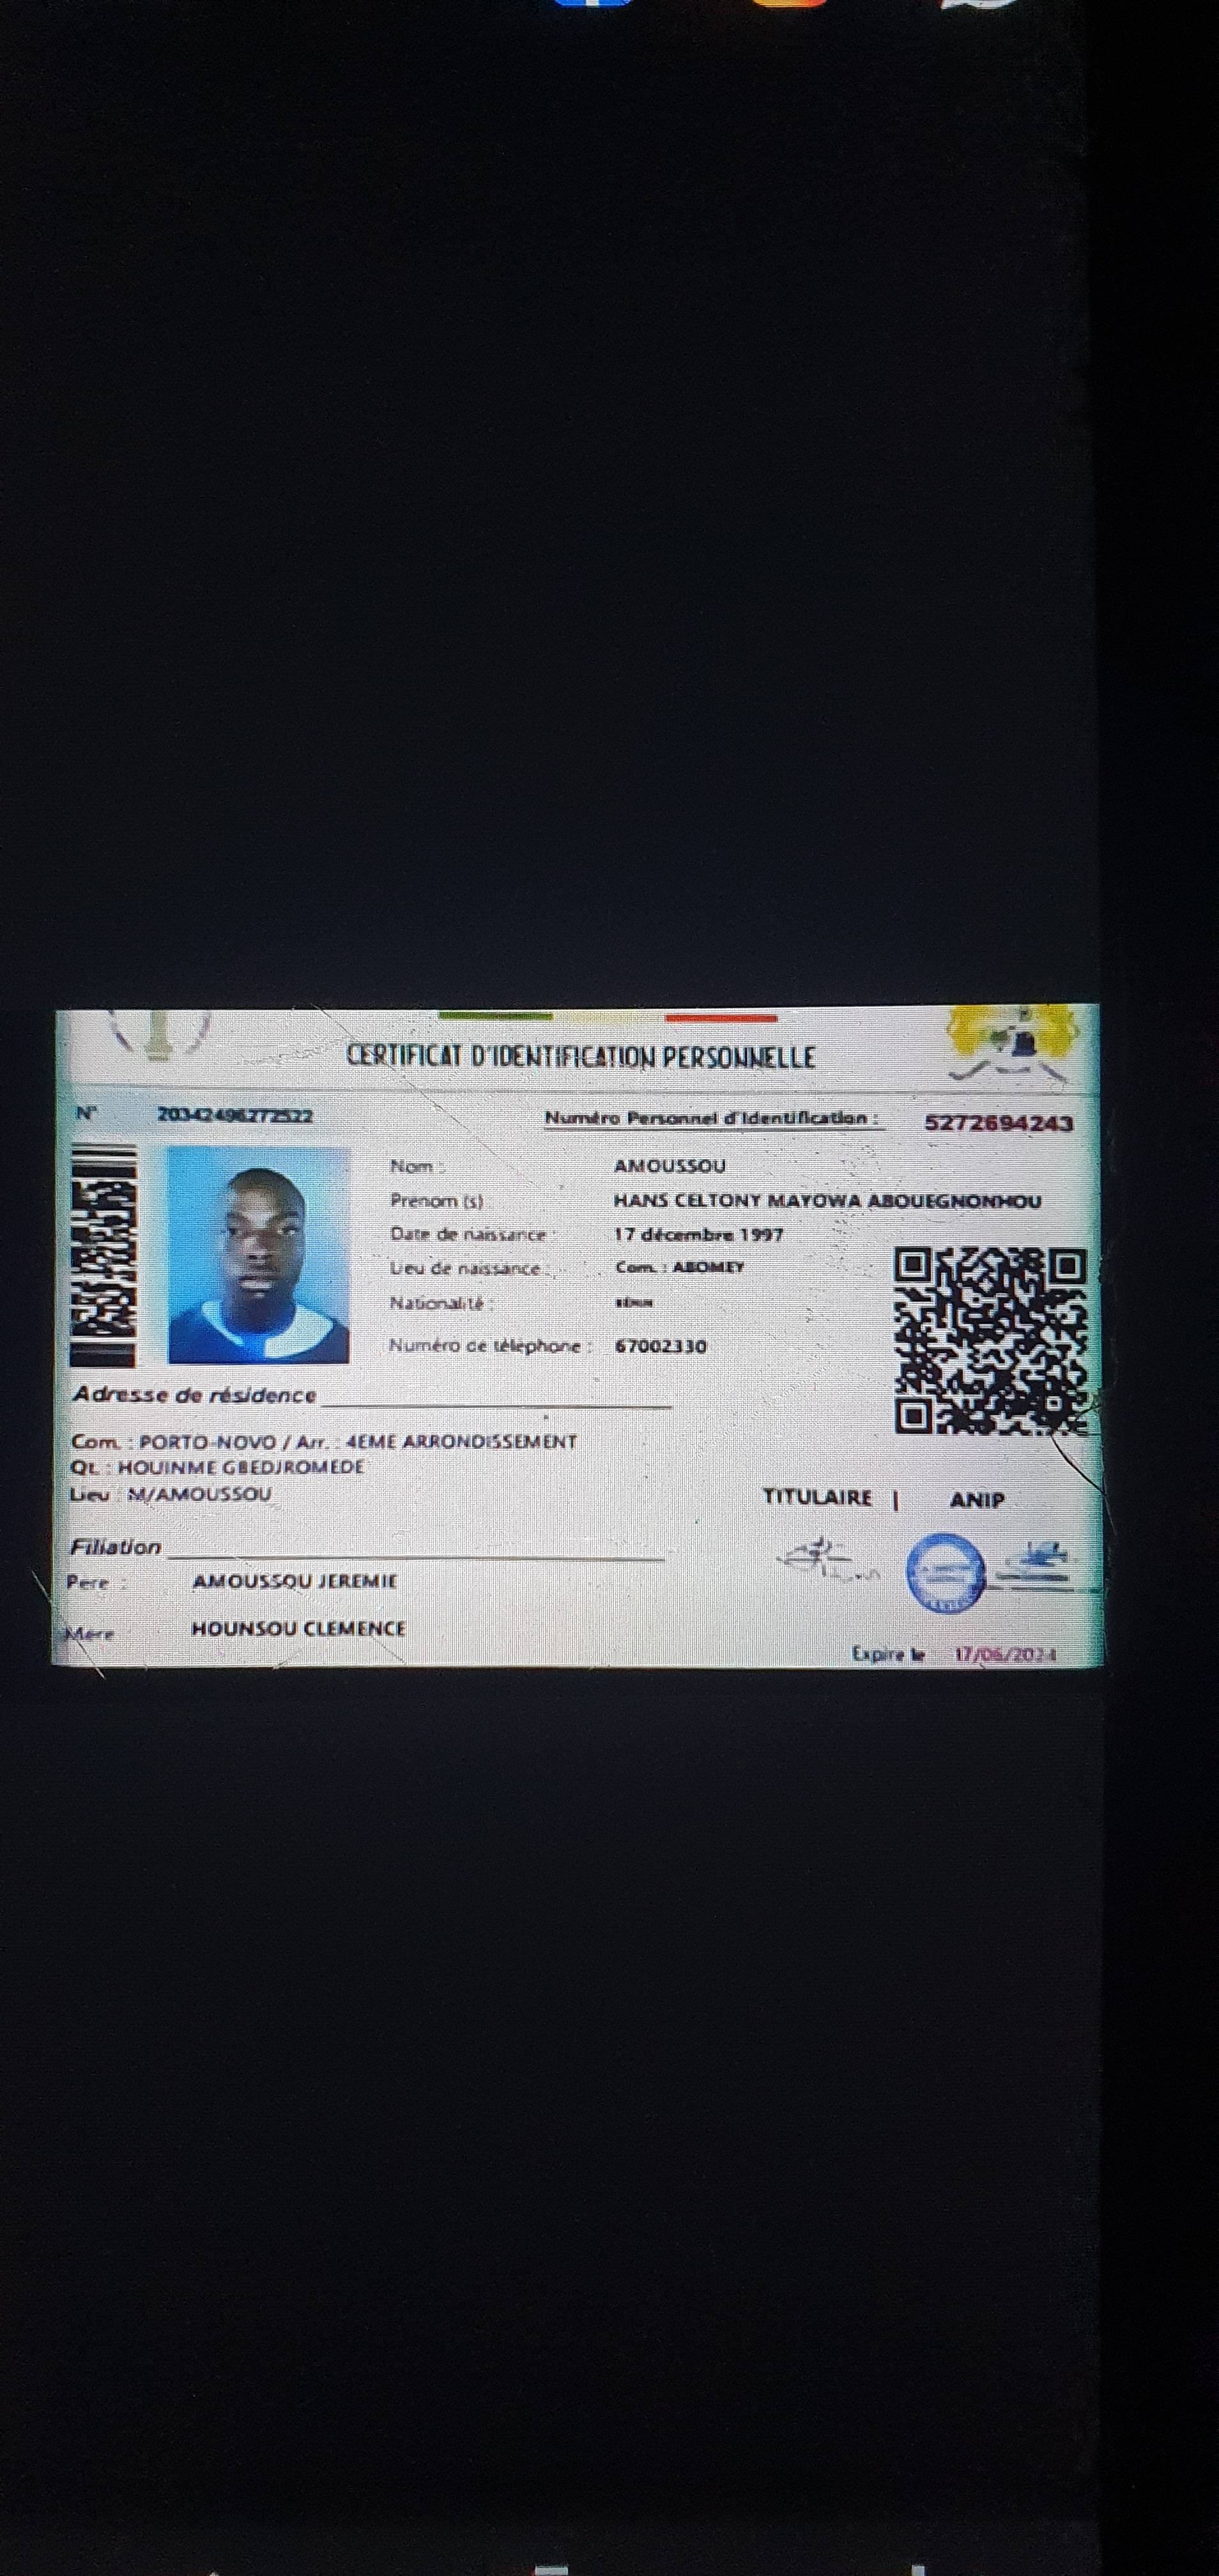 CERTIFICAT D'IDENTIFICATION PERSONNELLE
N° 20342496272522 Numéro Personnel d'Identification : 5272694243
Nom : AMOUSSOU
Prenom (s) HANS CELTONY MAYOWA ABOUEGNONHOU
Date de naissance : 17 décembre 1997
Lieu de naissance : Com. : ABOMEY
Nationalité : BÉNIN
Numéro de téléphone : 67002330
Adresse de résidence
Com. : PORTO-NOVO / Arr. : 4EME ARRONDISSEMENT
Qt. : HOUINME GBEDJROMEDE
Lieu : M/AMOUSSOU
TITULAIRE | ANIP
Filiation
Pere : AMOUSSOU JEREMIE
Mere HOUNSOU CLEMENCE
Expire le 17/06/2024